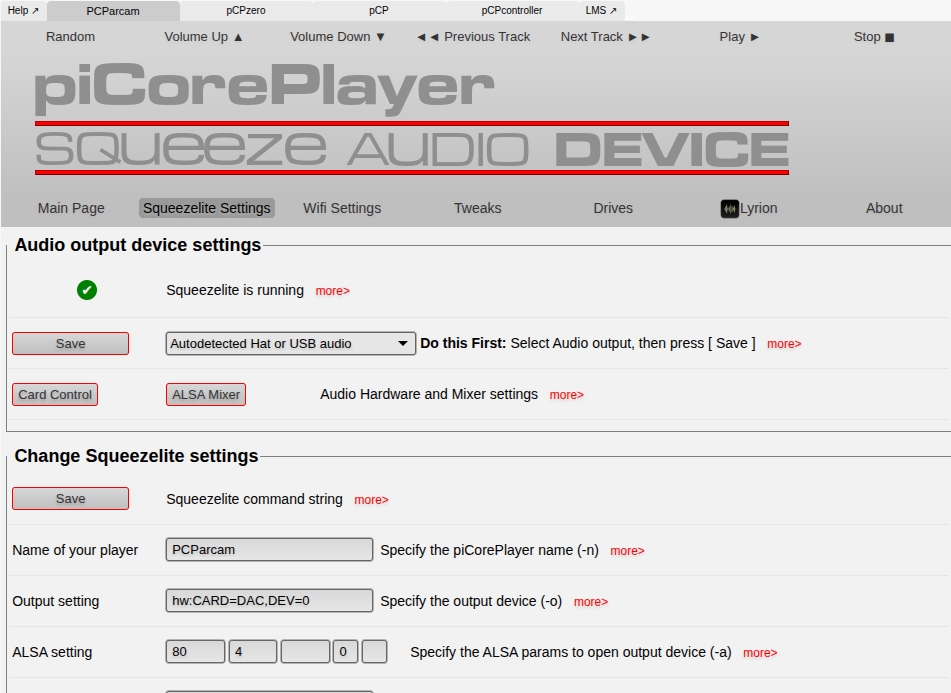 Help ↗ PCParcam pCPzero pCP pCPcontroller LMS ↗
Random Volume Up ▲ Volume Down ▼ ◄◄ Previous Track Next Track ►► Play ► Stop ■
piCorePlayer
SQUeeZe AUDIO DEVICE
Main Page Squeezelite Settings Wifi Settings Tweaks Drives Lyrion About
Audio output device settings
Squeezelite is running more>
Save Autodetected Hat or USB audio Do this First: Select Audio output, then press [ Save ] more>
Card Control ALSA Mixer Audio Hardware and Mixer settings more>
Change Squeezelite settings
Save Squeezelite command string more>
Name of your player PCParcam Specify the piCorePlayer name (-n) more>
Output setting hw:CARD=DAC,DEV=0 Specify the output device (-o) more>
ALSA setting 80 4 0 Specify the ALSA params to open output device (-a) more>